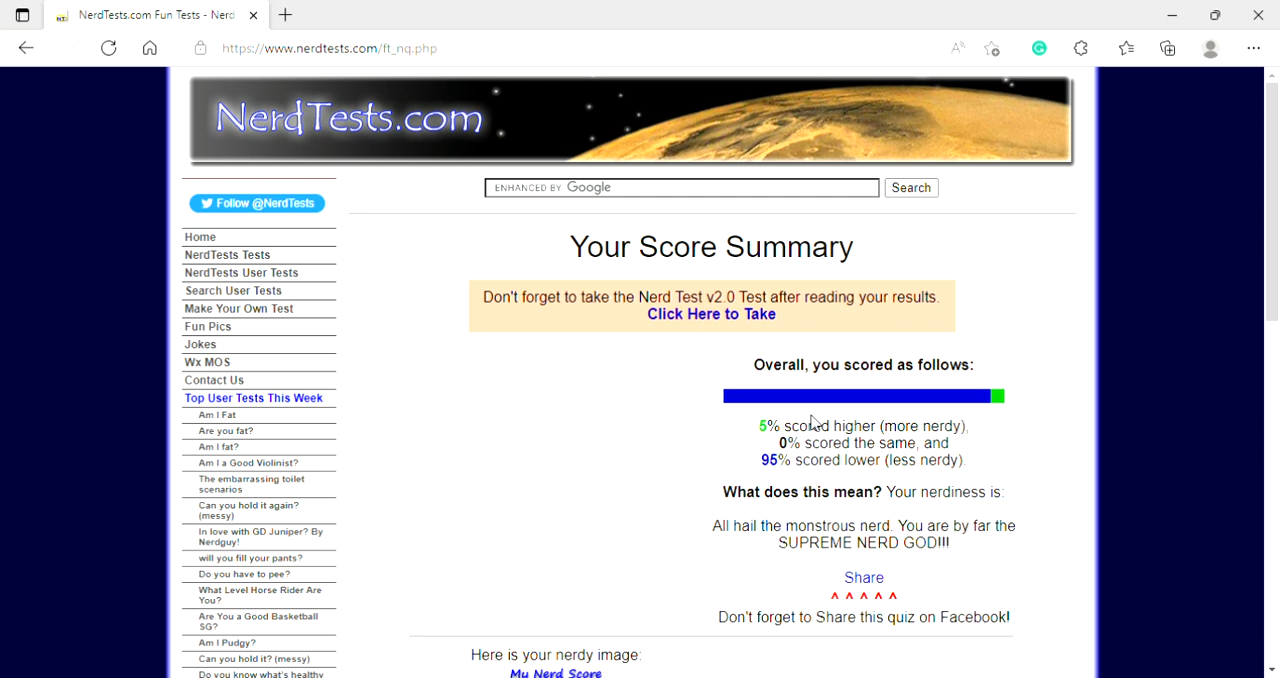 NerdTests.com Fun Tests - Nerd
https://www.nerdtests.com/ft_nq.php
NerdTests.com
Follow @NerdTests
ENHANCED BY Google
Search
Home
NerdTests Tests
NerdTests User Tests
Search User Tests
Make Your Own Test
Fun Pics
Jokes
Wx MOS
Contact Us
Top User Tests This Week
Am I Fat
Are you fat?
Am I fat?
Am I a Good Violinist?
The embarrassing toilet
scenarios
Can you hold it again?
(messy)
In love with GD Juniper? By
Nerdguy!
will you fill your pants?
Do you have to pee?
What Level Horse Rider Are
You?
Are You a Good Basketball
SG?
Am I Pudgy?
Can you hold it? (messy)
Do you know what's healthy
Your Score Summary
Don't forget to take the Nerd Test v2.0 Test after reading your results.
Click Here to Take
Overall, you scored as follows:
5% scored higher (more nerdy),
0% scored the same, and
95% scored lower (less nerdy).
What does this mean? Your nerdiness is:
All hail the monstrous nerd. You are by far the
SUPREME NERD GOD!!!
Share
^ ^ ^ ^ ^
Don't forget to Share this quiz on Facebook!
Here is your nerdy image:
My Nerd Score